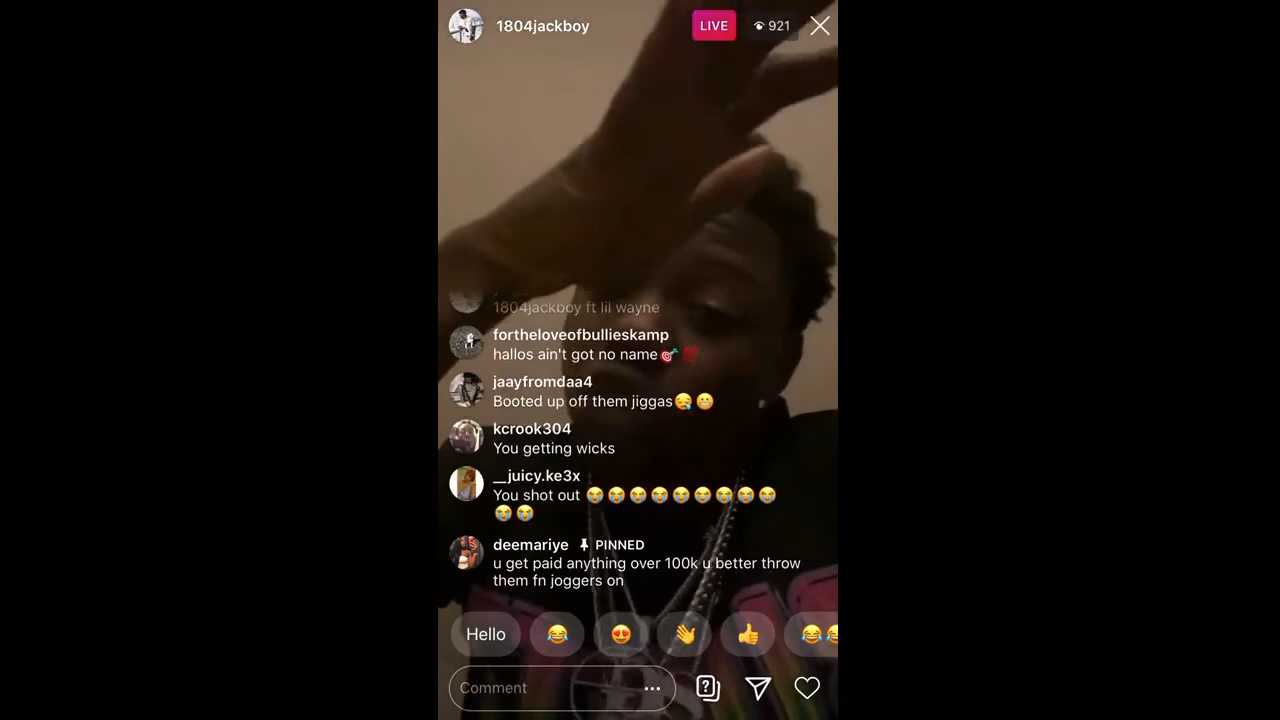 1804jackboy
LIVE
921
1804jackboy ft lil wayne
fortheloveofbullieskamp
hallos ain't got no name🎯 💯
jaayfromdaa4
Booted up off them jiggas😪 😬
kcrook304
You getting wicks
__juicy.ke3x
You shot out 😭 😭 😭 😭 😭 😭 😭 😭 😭
😭 😭
deemariye PINNED
u get paid anything over 100k u better throw
them fn joggers on
Hello 😂 😍 👋 👍 😂😂
Comment